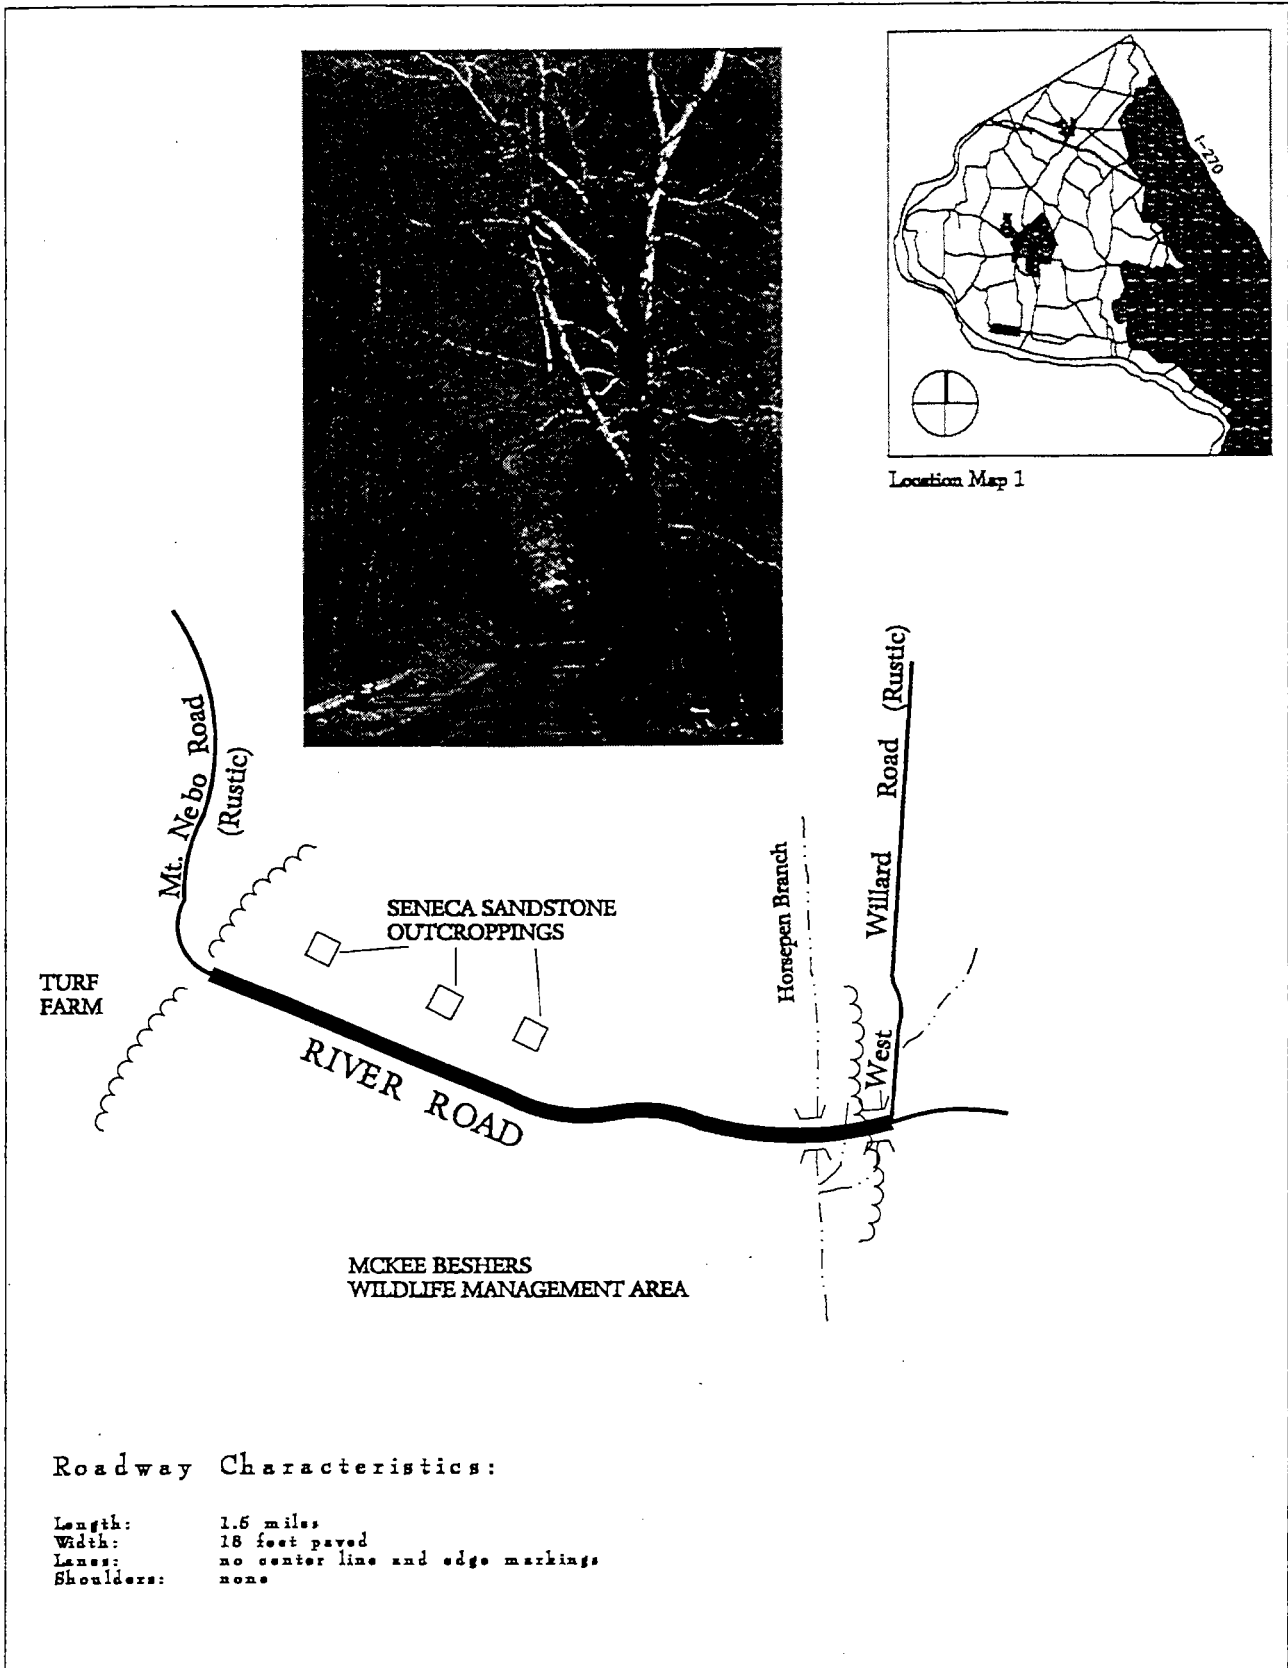 I-270
Location Map 1
Mt. Nebo Road
(Rustic)
SENECA SANDSTONE
OUTCROPPINGS
Horsepen Branch
West Willard Road (Rustic)
TURF
FARM
RIVER ROAD
MCKEE BESHERS
WILDLIFE MANAGEMENT AREA
Roadway Characteristics:
Length: 1.5 miles
Width: 18 feet paved
Lanes: no center line and edge markings
Shoulders: none